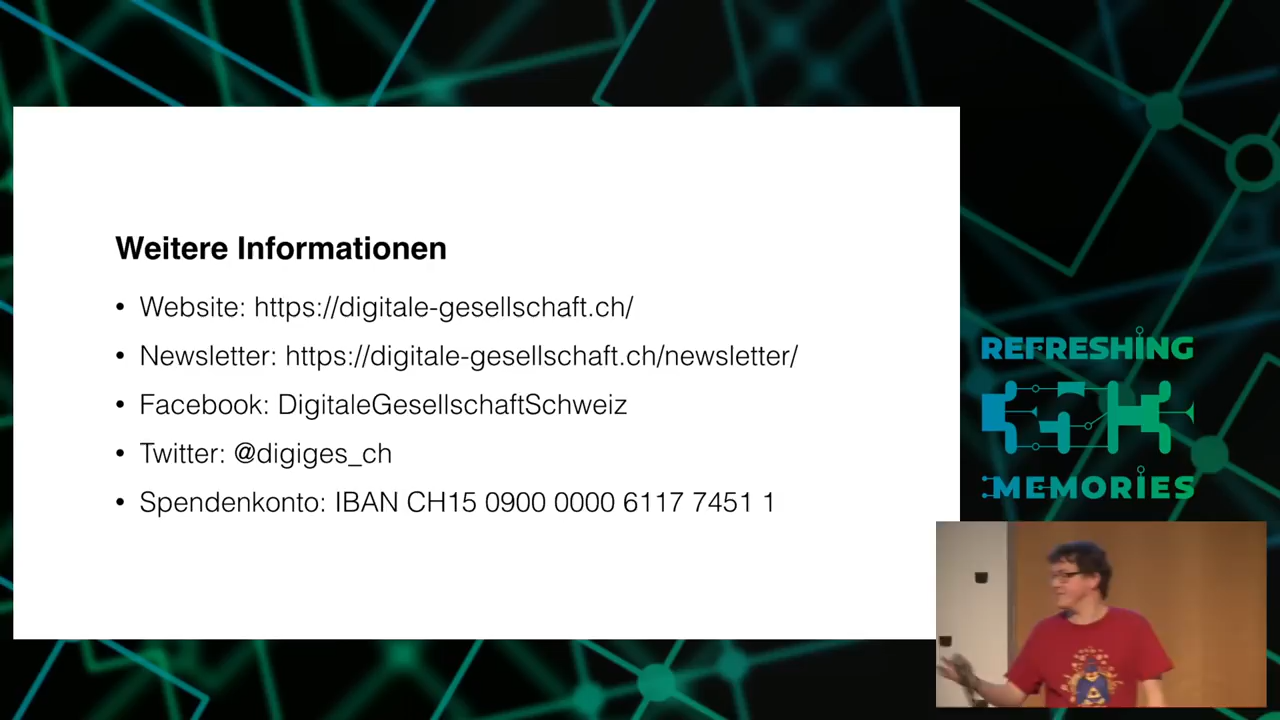 Weitere Informationen
• Website: https://digitale-gesellschaft.ch/
• Newsletter: https://digitale-gesellschaft.ch/newsletter/
• Facebook: DigitaleGesellschaftSchweiz
• Twitter: @digiges_ch
• Spendenkonto: IBAN CH15 0900 0000 6117 7451 1
REFRESHING
MEMORIES